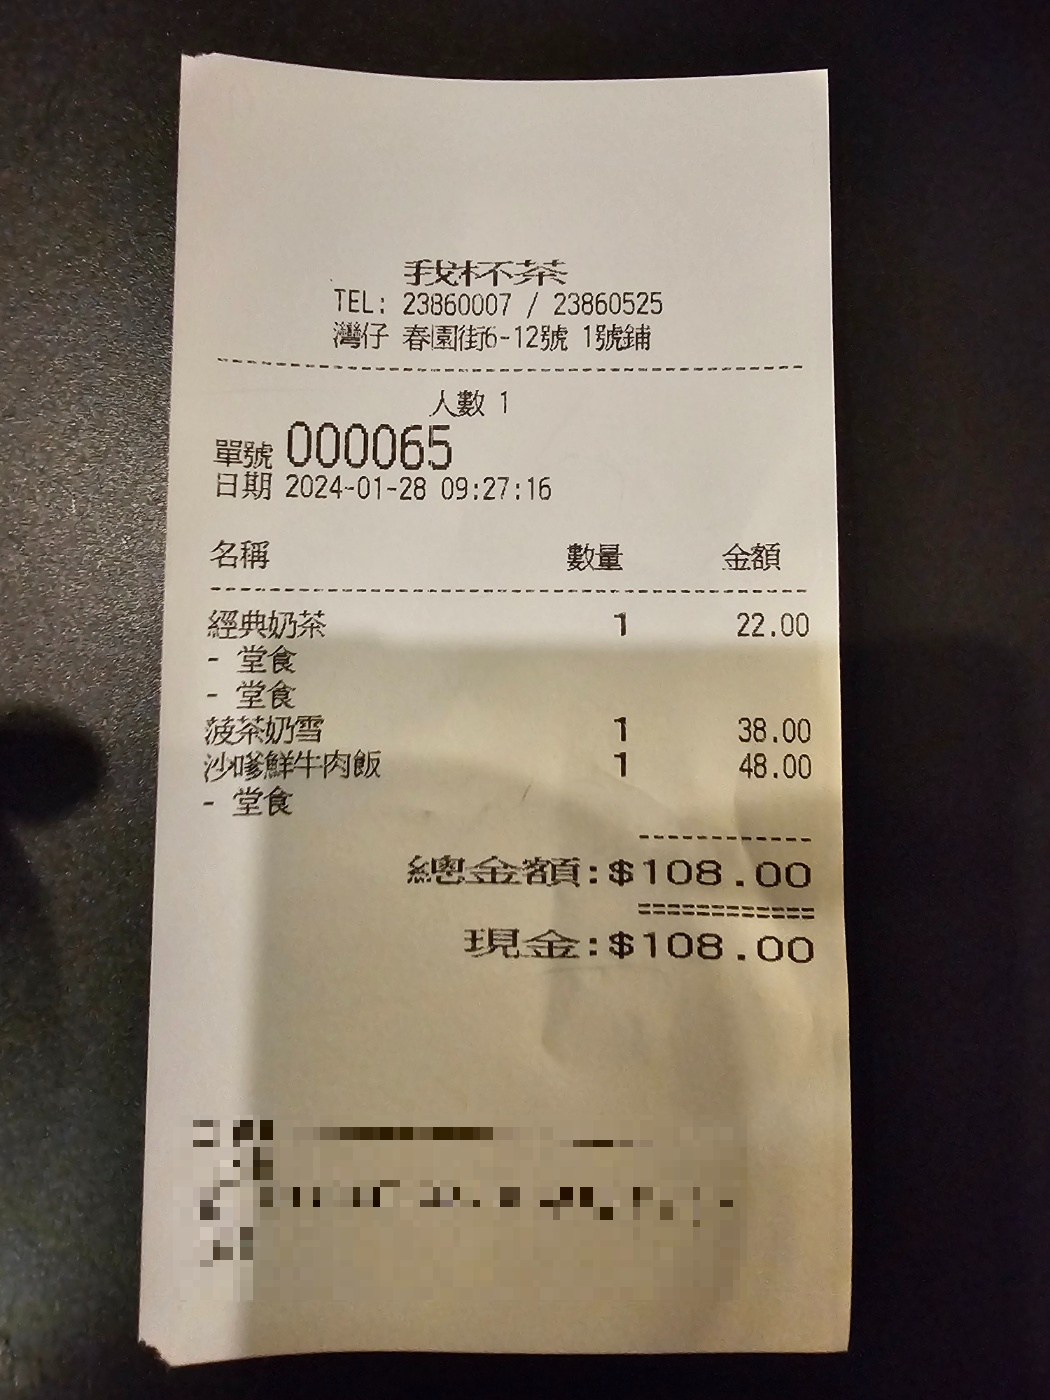 我杯茶
TEL: 23860007 / 23860525
灣仔 春園街6-12號 1號鋪
人數 1
單號 000065
日期 2024-01-28 09:27:16
名稱 數量 金額
經典奶茶 1 22.00
- 堂食
- 堂食
菠茶奶雪 1 38.00
沙嗲鮮牛肉飯 1 48.00
- 堂食
總金額:$108.00
現金:$108.00